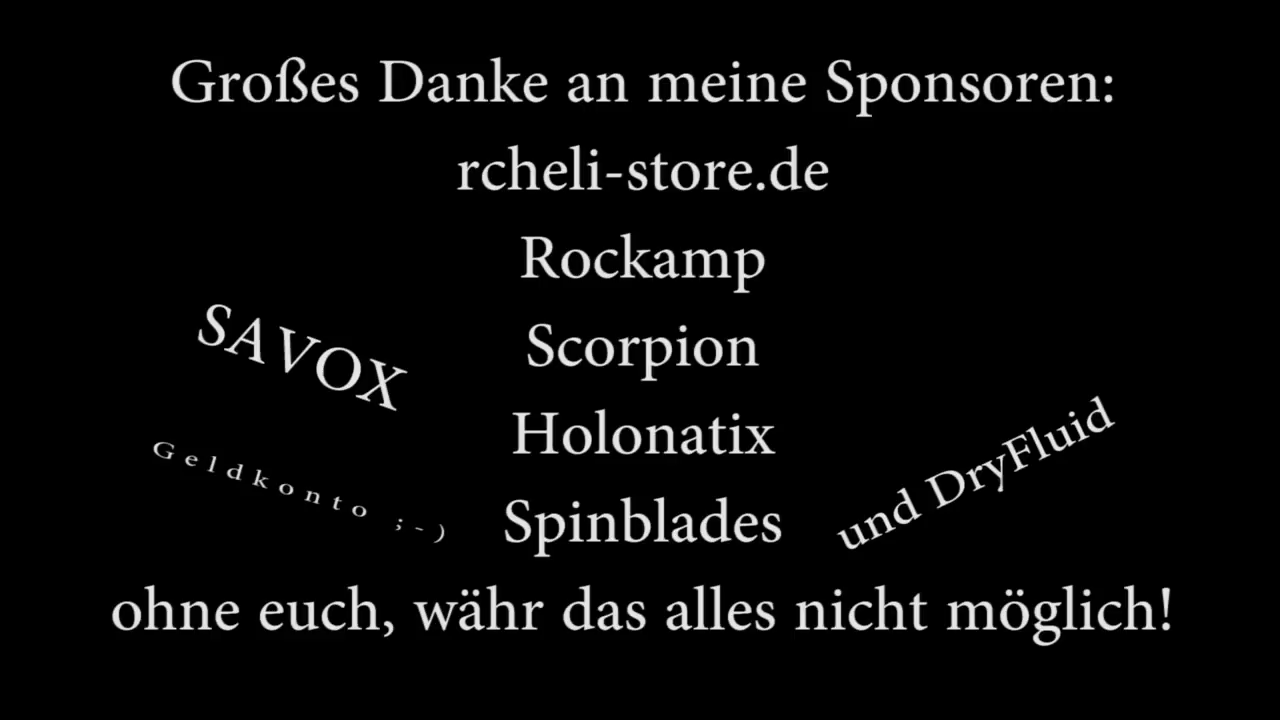 Großes Danke an meine Sponsoren:
rcheli-store.de
Rockamp
SAVOX
Scorpion
Holonatix
Geldkonto ;-)
Spinblades
und DryFluid
ohne euch, währ das alles nicht möglich!